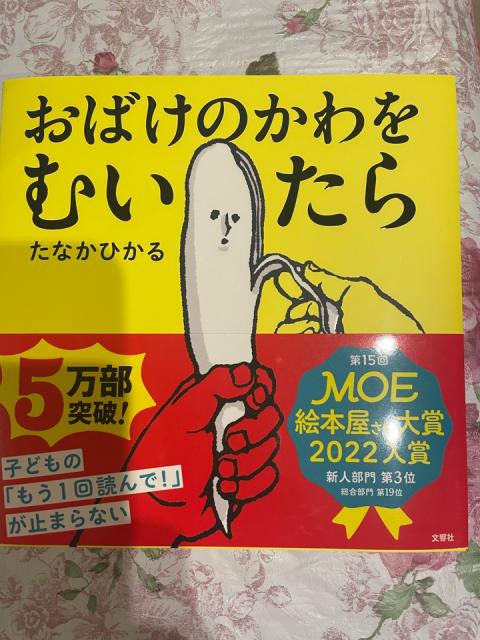 おばけのかわを
むいたら
たなかひかる
5万部
突破!
子どもの
「もう1回読んで!」
が止まらない
第15回
MOE
絵本屋さん大賞
2022入賞
新人部門 第3位
総合部門 第19位
文響社